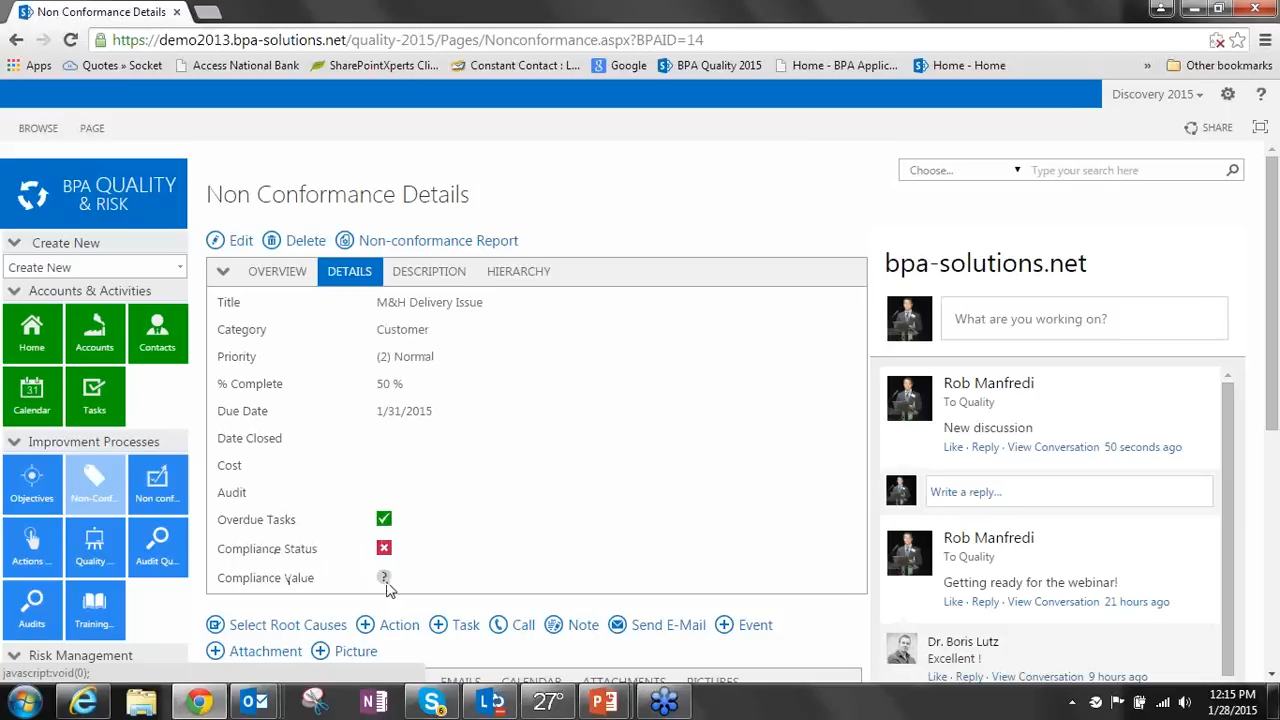 Non Conformance Details
https://demo2013.bpa-solutions.net/quality-2015/Pages/Nonconformance.aspx?BPAID=14
Apps Quotes » Socket Access National Bank SharePointXperts Cli... Constant Contact : L... Google BPA Quality 2015 Home - BPA Applic... Home - Home » Other bookmarks
Discovery 2015 ?
BROWSE PAGE SHARE
BPA QUALITY
& RISK
Choose... Type your search here
Non Conformance Details
Edit Delete Non-conformance Report
Create New
Create New
Accounts & Activities
Home Accounts Contacts
31
Calendar Tasks
Improvment Processes
Objectives Non-Conf... Non conf...
Actions ... Quality ... Audit Qu...
Audits Training...
Risk Management
OVERVIEW DETAILS DESCRIPTION HIERARCHY
Title M&H Delivery Issue
Category Customer
Priority (2) Normal
% Complete 50 %
Due Date 1/31/2015
Date Closed
Cost
Audit
Overdue Tasks
Compliance Status
Compliance Value ?
Select Root Causes Action Task Call Note Send E-Mail Event
Attachment Picture
EMAILS CALENDAR ATTACHMENTS PICTURES
bpa-solutions.net
What are you working on?
Rob Manfredi
To Quality
New discussion
Like · Reply · View Conversation 50 seconds ago
Write a reply...
Rob Manfredi
To Quality
Getting ready for the webinar!
Like · Reply · View Conversation 21 hours ago
Dr. Boris Lutz
Excellent !
Like · Reply · View Conversation 9 hours ago
javascript:void(0);
6 27° 12:15 PM
1/28/2015